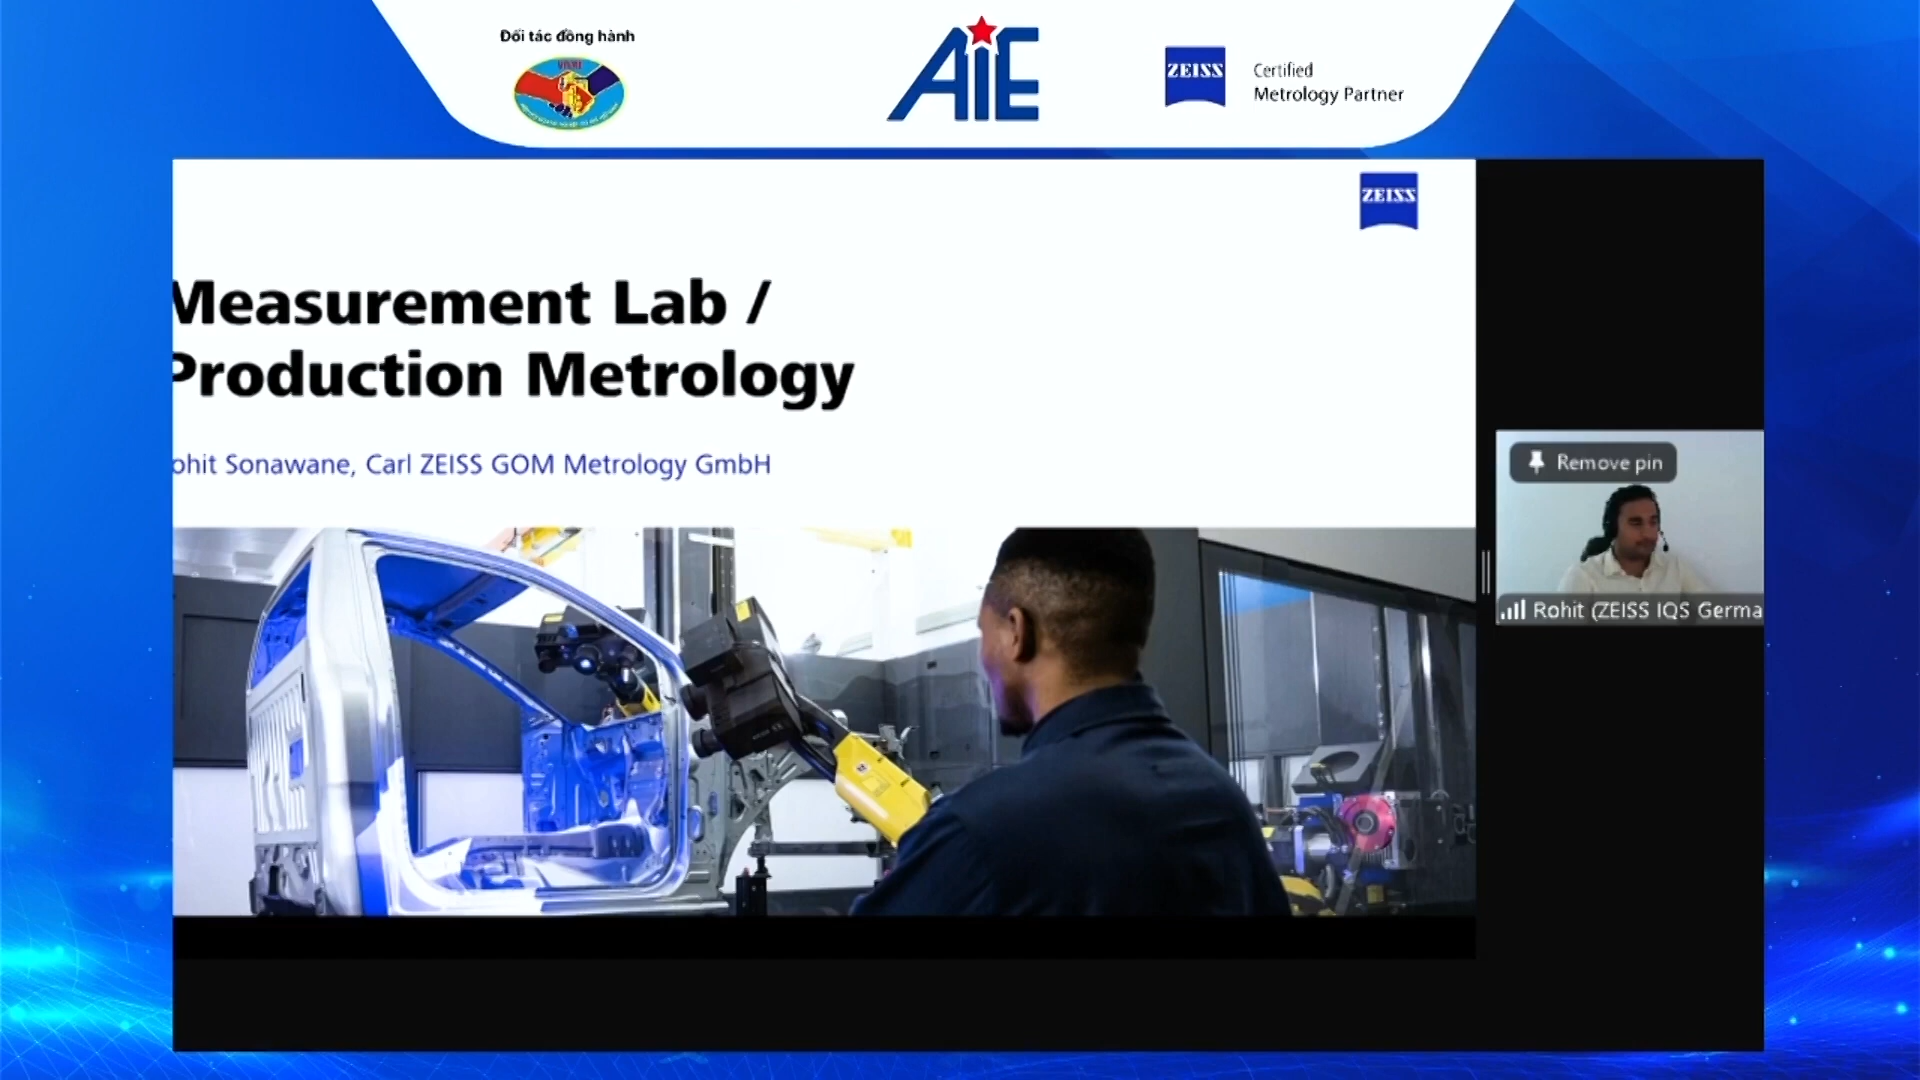 Đối tác đồng hành
AIE
ZEISS
Certified
Metrology Partner
ZEISS
Measurement Lab /
Production Metrology
ohit Sonawane, Carl ZEISS GOM Metrology GmbH
Remove pin
Rohit (ZEISS IQS Germa